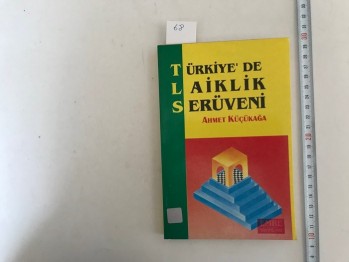 68
TÜRKİYE' DE
LAİKLİK
SERÜVENİ
AHMET KÜÇÜKAĞA